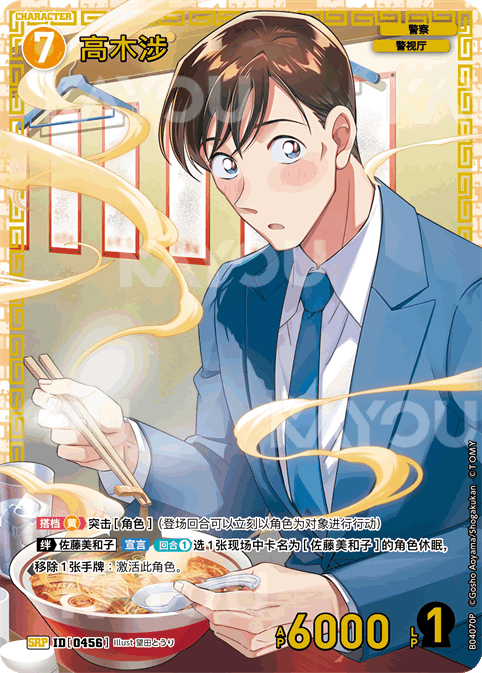 CHARACTER
7
高木涉
警察
警视厅
KAYOU
KAYOU
KAYOU
KAYOU
搭档 黄 突击[角色]（登场回合可以立刻以角色为对象进行行动）
绊 佐藤美和子 宣言 回合1 选1张现场中卡名为[佐藤美和子]的角色休眠，
移除1张手牌：激活此角色。
SRP ID[0456] Illust 望田とうり
AP 6000 LP 1
B04070P ©Gosho Aoyama/Shogakukan ©TOMY